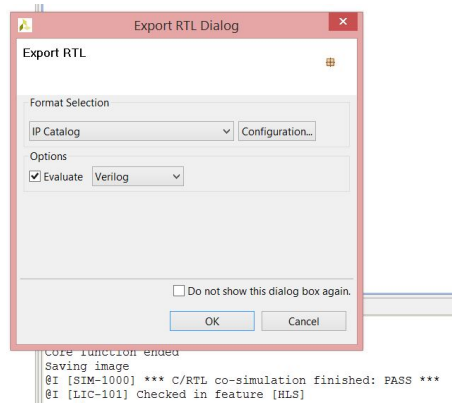 Export RTL Dialog
Export RTL
Format Selection
IP Catalog
Configuration...
Options
Evaluate
Verilog
Do not show this dialog box again.
OK
Cancel
Core function ended
Saving image
@I [SIM-1000] *** C/RTL co-simulation finished: PASS ***
@I [LIC-101] Checked in feature [HLS]